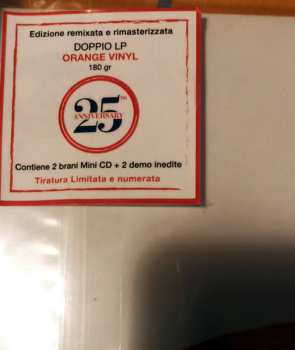 Edizione remixata e rimasterizzata
DOPPIO LP
ORANGE VINYL
180 gr
25TH
ANNIVERSARY
Contiene 2 brani Mini CD + 2 demo inedite
Tiratura Limitata e numerata